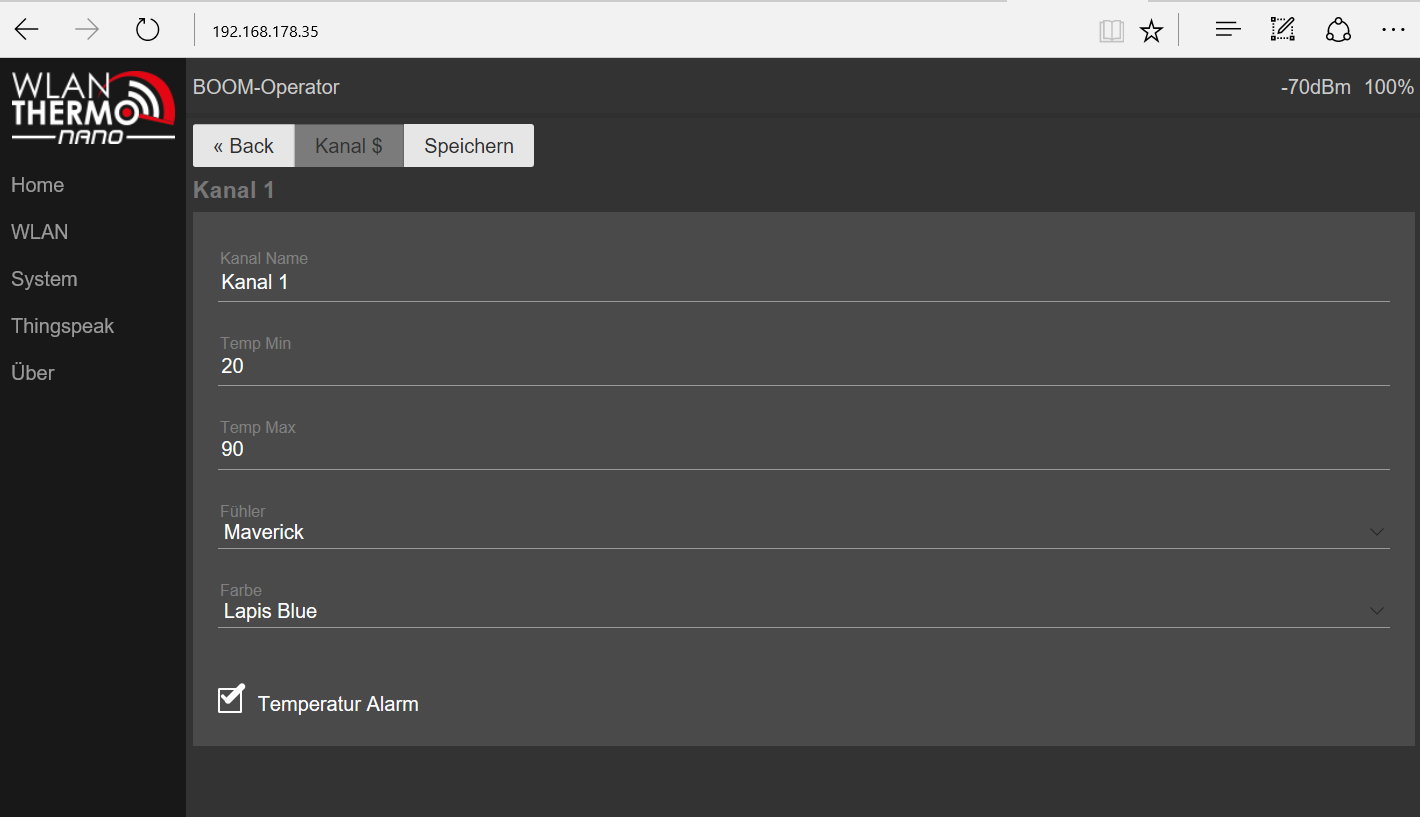 192.168.178.35
WLAN
THERMO
NANO
BOOM-Operator
-70dBm 100%
« Back
Kanal $
Speichern
Home
WLAN
System
Thingspeak
Über
Kanal 1
Kanal Name
Kanal 1
Temp Min
20
Temp Max
90
Fühler
Maverick
Farbe
Lapis Blue
Temperatur Alarm